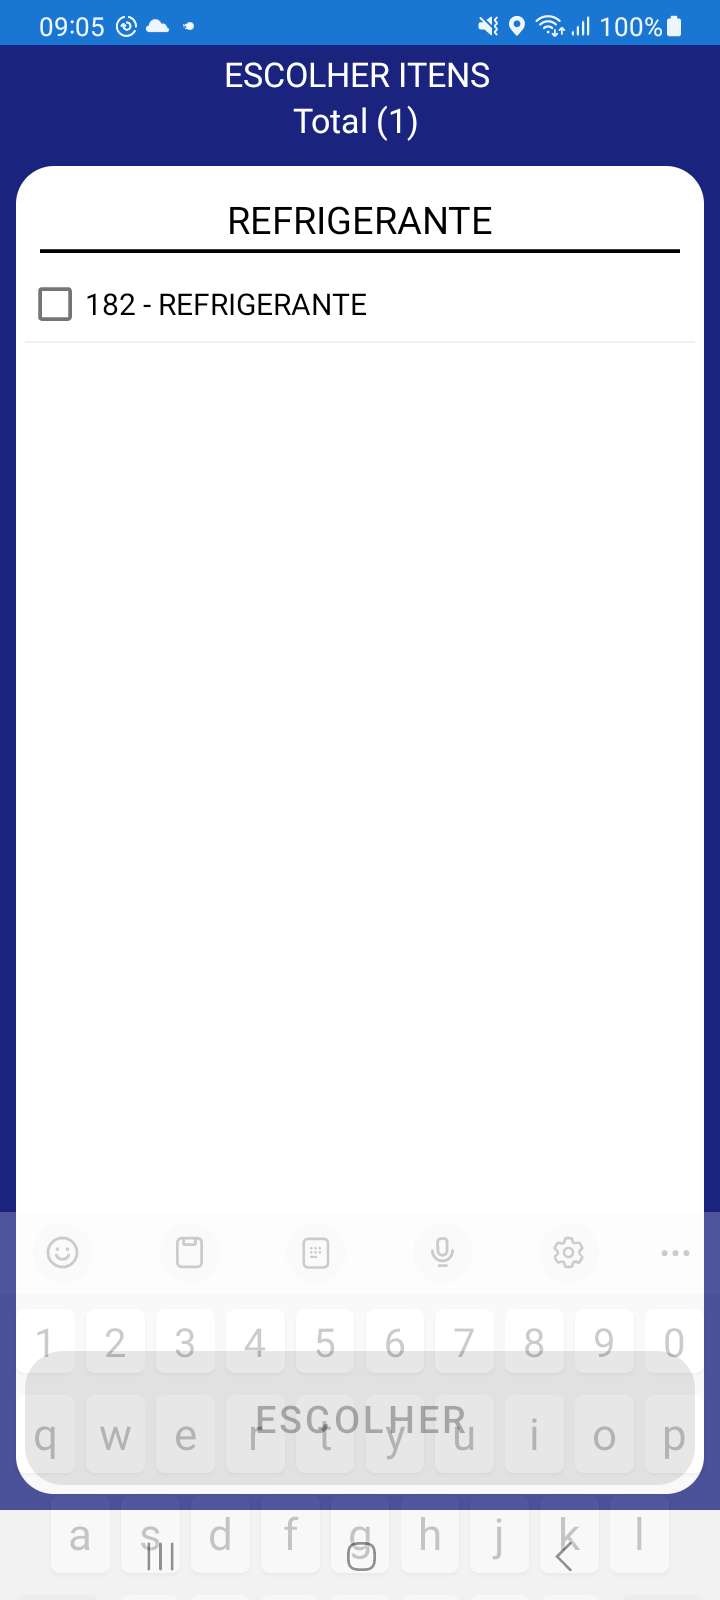 09:05 100%
ESCOLHER ITENS
Total (1)
REFRIGERANTE
182 - REFRIGERANTE
1 2 3 4 5 6 7 8 9 0
ESCOLHER
q w e r t y u i o p
a s d f g h j k l